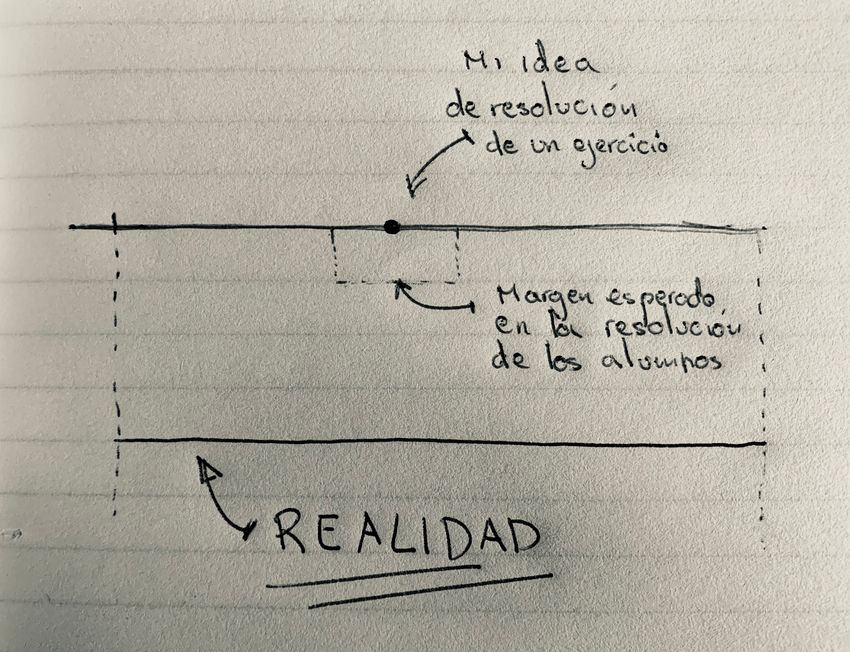 Mi idea
de resolución
de un ejercicio
Margen esperado
en la resolución
de los alumnos
REALIDAD